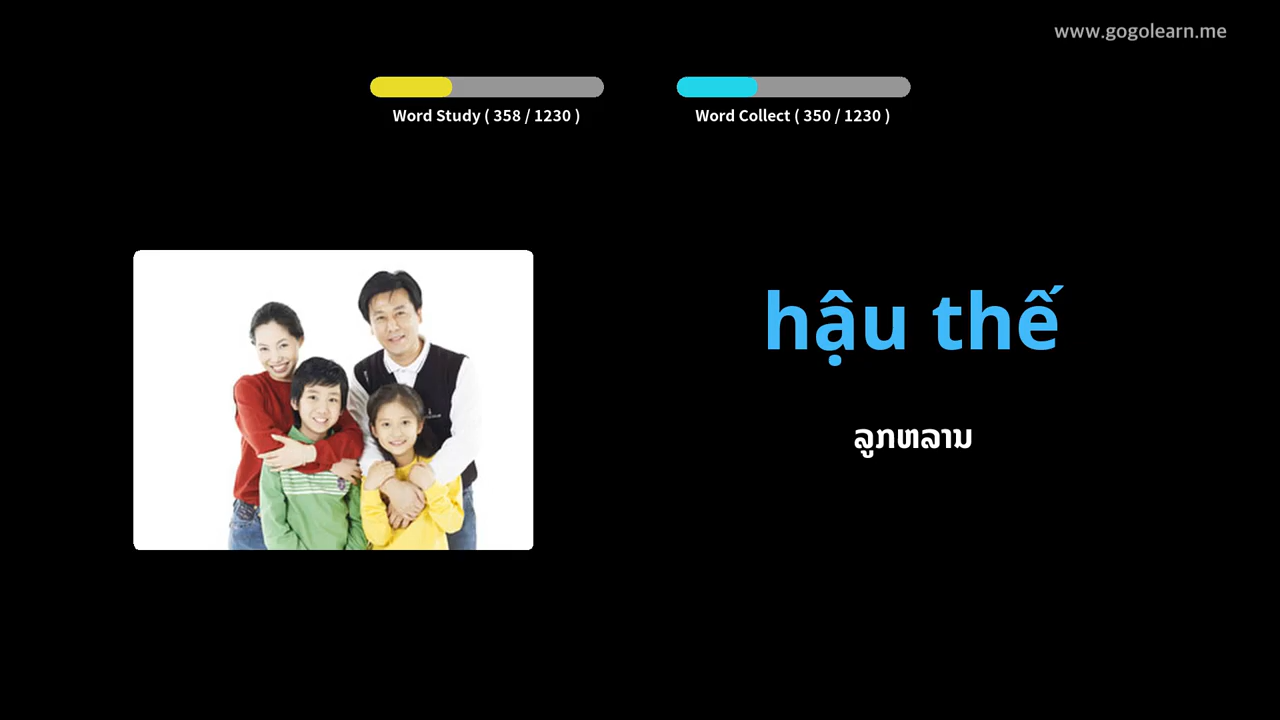 www.gogolearn.me
Word Study ( 358 / 1230 )
Word Collect ( 350 / 1230 )
hậu thế
ລູກຫລານ